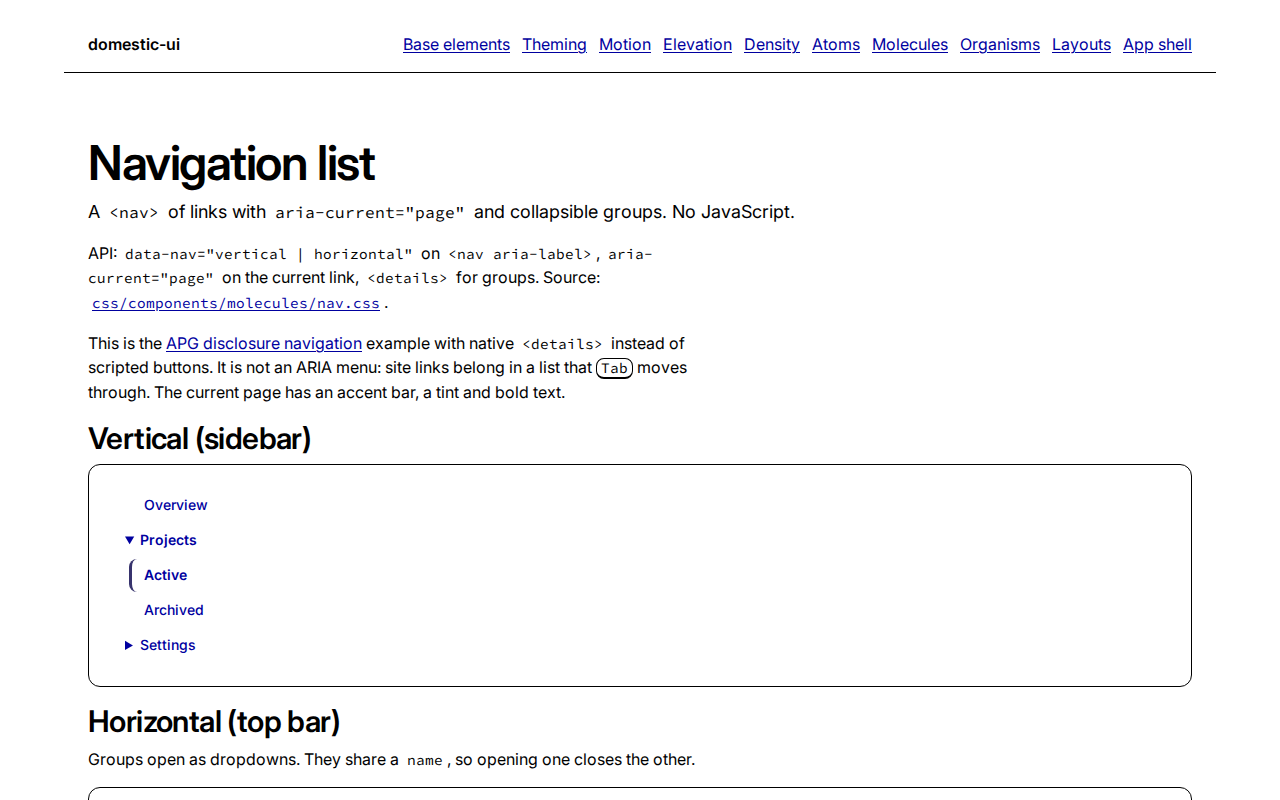 domestic-ui
Base elements Theming Motion Elevation Density Atoms Molecules Organisms Layouts App shell
Navigation list
A <nav> of links with aria-current="page" and collapsible groups. No JavaScript.
API: data-nav="vertical | horizontal" on <nav aria-label>, aria-
current="page" on the current link, <details> for groups. Source:
css/components/molecules/nav.css.
This is the APG disclosure navigation example with native <details> instead of
scripted buttons. It is not an ARIA menu: site links belong in a list that Tab moves
through. The current page has an accent bar, a tint and bold text.
Vertical (sidebar)
Overview
Projects
Active
Archived
Settings
Horizontal (top bar)
Groups open as dropdowns. They share a name, so opening one closes the other.